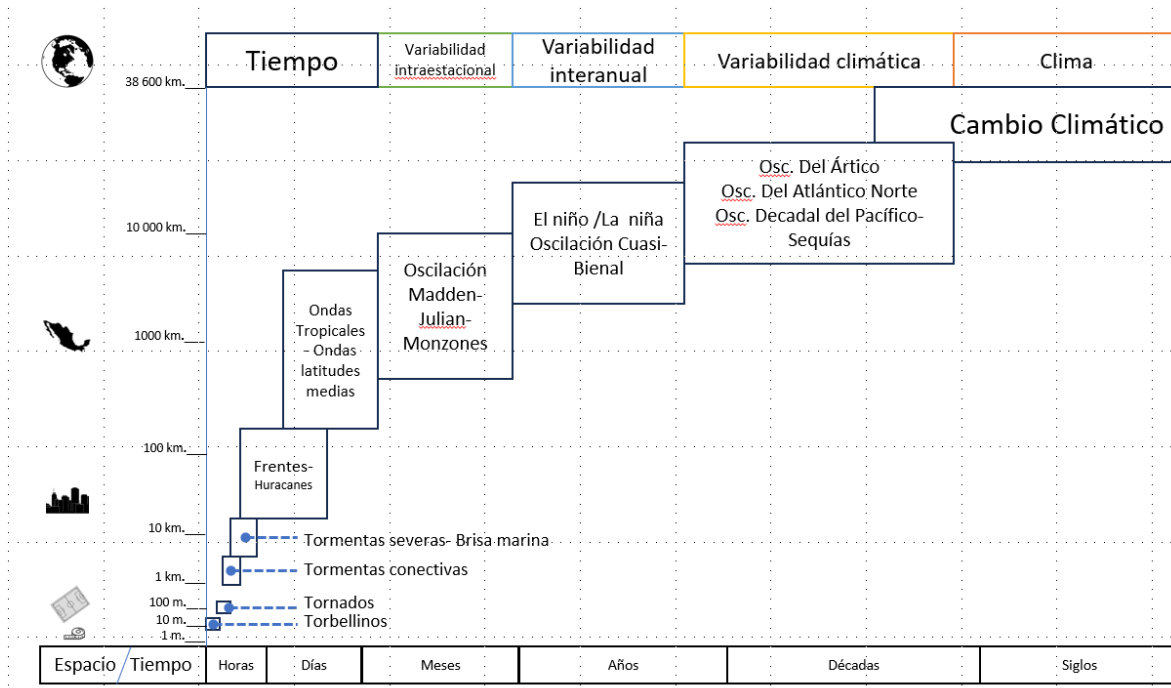 Tiempo
Variabilidad
intraestacional
Variabilidad
interanual
Variabilidad climática
Clima
38 600 km.
Cambio Climático
Osc. Del Ártico
Osc. Del Atlántico Norte
Osc. Decadal del Pacífico-
Sequías
10 000 km.
El niño /La niña
Oscilación Cuasi-
Bienal
Oscilación
Madden-
Julian-
Monzones
Ondas
Tropicales
- Ondas
latitudes
medias
1000 km.
100 km.
Frentes-
Huracanes
10 km.
Tormentas severas- Brisa marina
Tormentas conectivas
1 km.
100 m.
Tornados
10 m.
Torbellinos
1 m.
Espacio / Tiempo
Horas
Días
Meses
Años
Décadas
Siglos